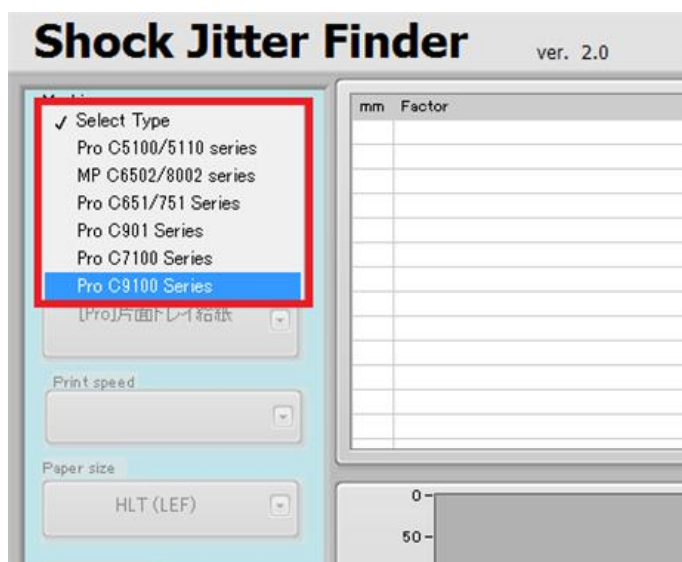 Shock Jitter Finder ver. 2.0
✓ Select Type
Pro C5100/5110 series
MP C6502/8002 series
Pro C651/751 Series
Pro C901 Series
Pro C7100 Series
Pro C9100 Series
[Pro]片面トレイ給紙
Print speed
Paper size
HLT (LEF)
mm Factor
0
50